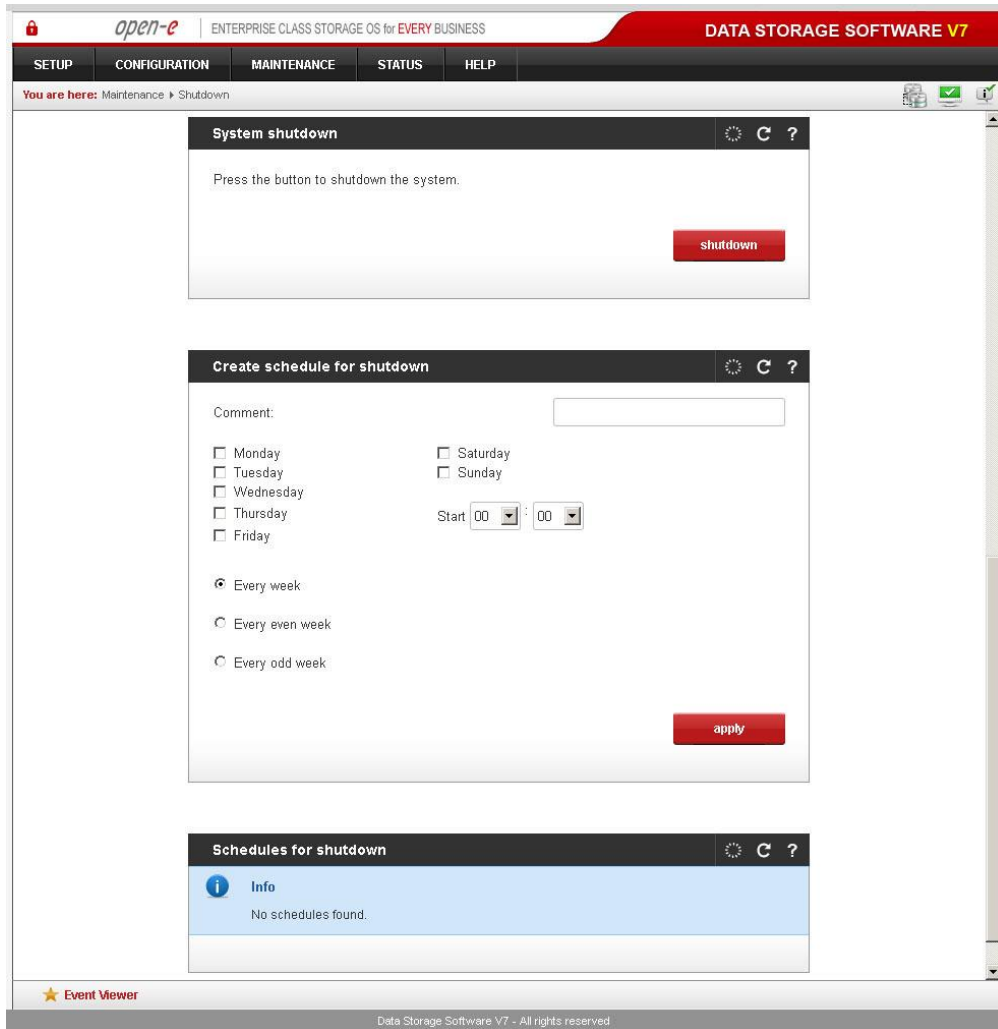 open-e ENTERPRISE CLASS STORAGE OS for EVERY BUSINESS DATA STORAGE SOFTWARE V7
SETUP CONFIGURATION MAINTENANCE STATUS HELP
You are here: Maintenance ▸ Shutdown
System shutdown ?
Press the button to shutdown the system.
shutdown
Create schedule for shutdown ?
Comment:
Monday Saturday
Tuesday Sunday
Wednesday
Thursday Start 00 : 00
Friday
Every week
Every even week
Every odd week
apply
Schedules for shutdown ?
Info
No schedules found.
Event Viewer
Data Storage Software V7 - All rights reserved